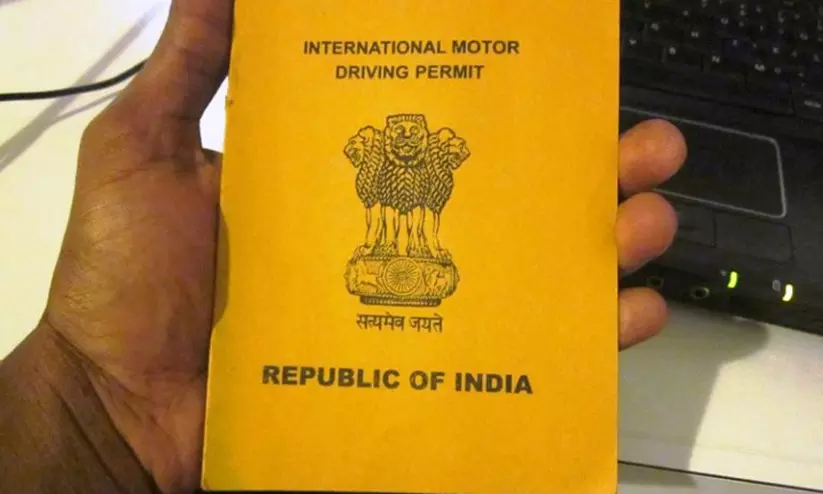 INTERNATIONAL MOTOR
DRIVING PERMIT
सत्यमेव जयते
REPUBLIC OF INDIA